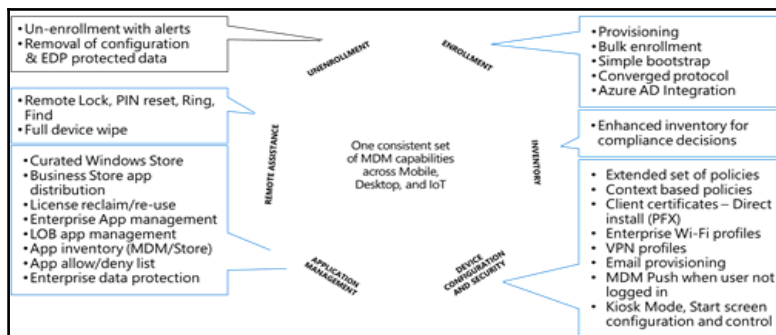 • Un-enrollment with alerts
• Removal of configuration
& EDP protected data
UNENROLLMENT
ENROLLMENT
• Provisioning
• Bulk enrollment
• Simple bootstrap
• Converged protocol
• Azure AD Integration
• Remote Lock, PIN reset, Ring,
Find
• Full device wipe
REMOTE ASSISTANCE
One consistent set
of MDM capabilities
across Mobile,
Desktop, and IoT
INVENTORY
• Enhanced inventory for
compliance decisions
• Curated Windows Store
• Business Store app
distribution
• License reclaim/re-use
• Enterprise App management
• LOB app management
• App inventory (MDM/Store)
• App allow/deny list
• Enterprise data protection
APPLICATION
MANAGEMENT
DEVICE
CONFIGURATION
AND SECURITY
• Extended set of policies
• Context based policies
• Client certificates – Direct
install (PFX)
• Enterprise Wi-Fi profiles
• VPN profiles
• Email provisioning
• MDM Push when user not
logged in
• Kiosk Mode, Start screen
configuration and control